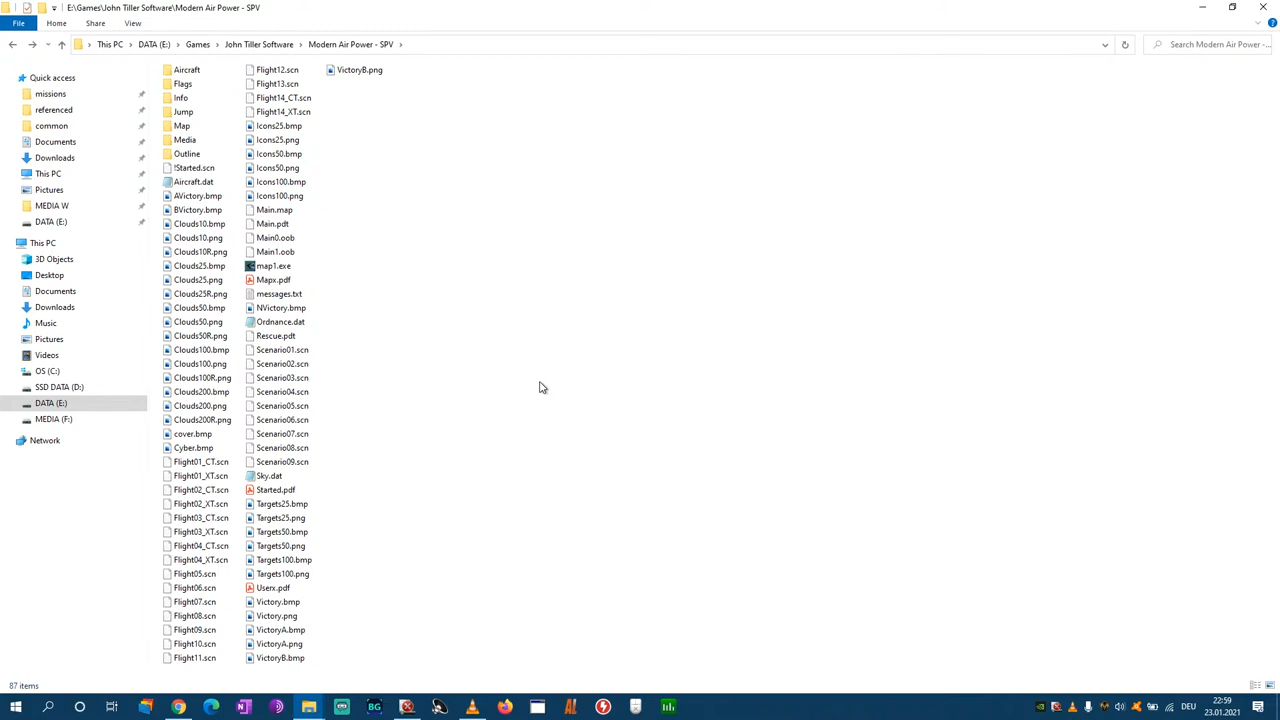 E:\Games\John Tiller Software\Modern Air Power - SPV
File Home Share View
This PC DATA (E:) Games John Tiller Software Modern Air Power - SPV
Search Modern Air Power -...
Quick access
missions
referenced
common
Documents
Downloads
This PC
Pictures
MEDIA W
DATA (E:)
This PC
3D Objects
Desktop
Documents
Downloads
Music
Pictures
Videos
OS (C:)
SSD DATA (D:)
DATA (E:)
MEDIA (F:)
Network
Aircraft
Flags
Info
Jump
Map
Media
Outline
!Started.scn
Aircraft.dat
AVictory.bmp
BVictory.bmp
Clouds10.bmp
Clouds10.png
Clouds10R.png
Clouds25.bmp
Clouds25.png
Clouds25R.png
Clouds50.bmp
Clouds50.png
Clouds50R.png
Clouds100.bmp
Clouds100.png
Clouds100R.png
Clouds200.bmp
Clouds200.png
Clouds200R.png
cover.bmp
Cyber.bmp
Flight01_CT.scn
Flight01_XT.scn
Flight02_CT.scn
Flight02_XT.scn
Flight03_CT.scn
Flight03_XT.scn
Flight04_CT.scn
Flight04_XT.scn
Flight05.scn
Flight06.scn
Flight07.scn
Flight08.scn
Flight09.scn
Flight10.scn
Flight11.scn
Flight12.scn
Flight13.scn
Flight14_CT.scn
Flight14_XT.scn
Icons25.bmp
Icons25.png
Icons50.bmp
Icons50.png
Icons100.bmp
Icons100.png
Main.map
Main.pdt
Main0.oob
Main1.oob
map1.exe
Mapx.pdf
messages.txt
NVictory.bmp
Ordnance.dat
Rescue.pdt
Scenario01.scn
Scenario02.scn
Scenario03.scn
Scenario04.scn
Scenario05.scn
Scenario06.scn
Scenario07.scn
Scenario08.scn
Scenario09.scn
Sky.dat
Started.pdf
Targets25.bmp
Targets25.png
Targets50.bmp
Targets50.png
Targets100.bmp
Targets100.png
Userx.pdf
Victory.bmp
Victory.png
VictoryA.bmp
VictoryA.png
VictoryB.bmp
VictoryB.png
87 items
BG
DEU
22:59
23.01.2021